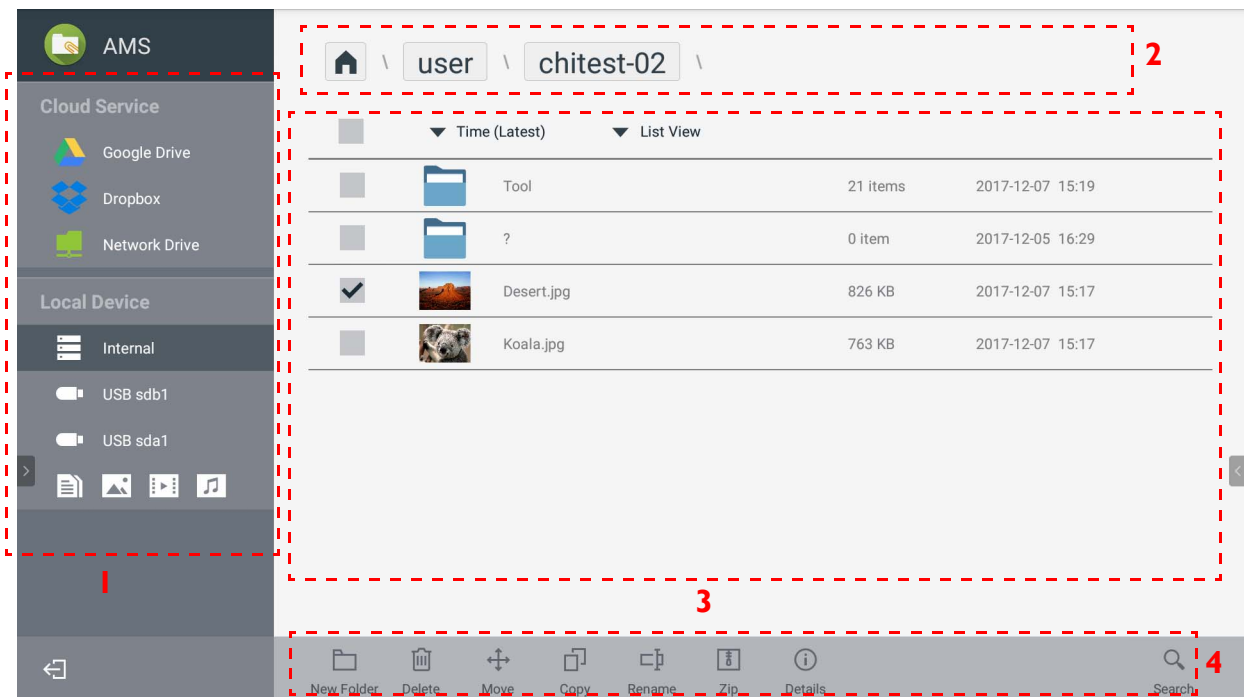 AMS
Cloud Service
Google Drive
Dropbox
Network Drive
Local Device
Internal
USB sdb1
USB sda1
1
\ user \ chitest-02 \
2
Time (Latest) List View
Tool 21 items 2017-12-07 15:19
? 0 item 2017-12-05 16:29
Desert.jpg 826 KB 2017-12-07 15:17
Koala.jpg 763 KB 2017-12-07 15:17
3
New Folder Delete Move Copy Rename Zip Details Search
4